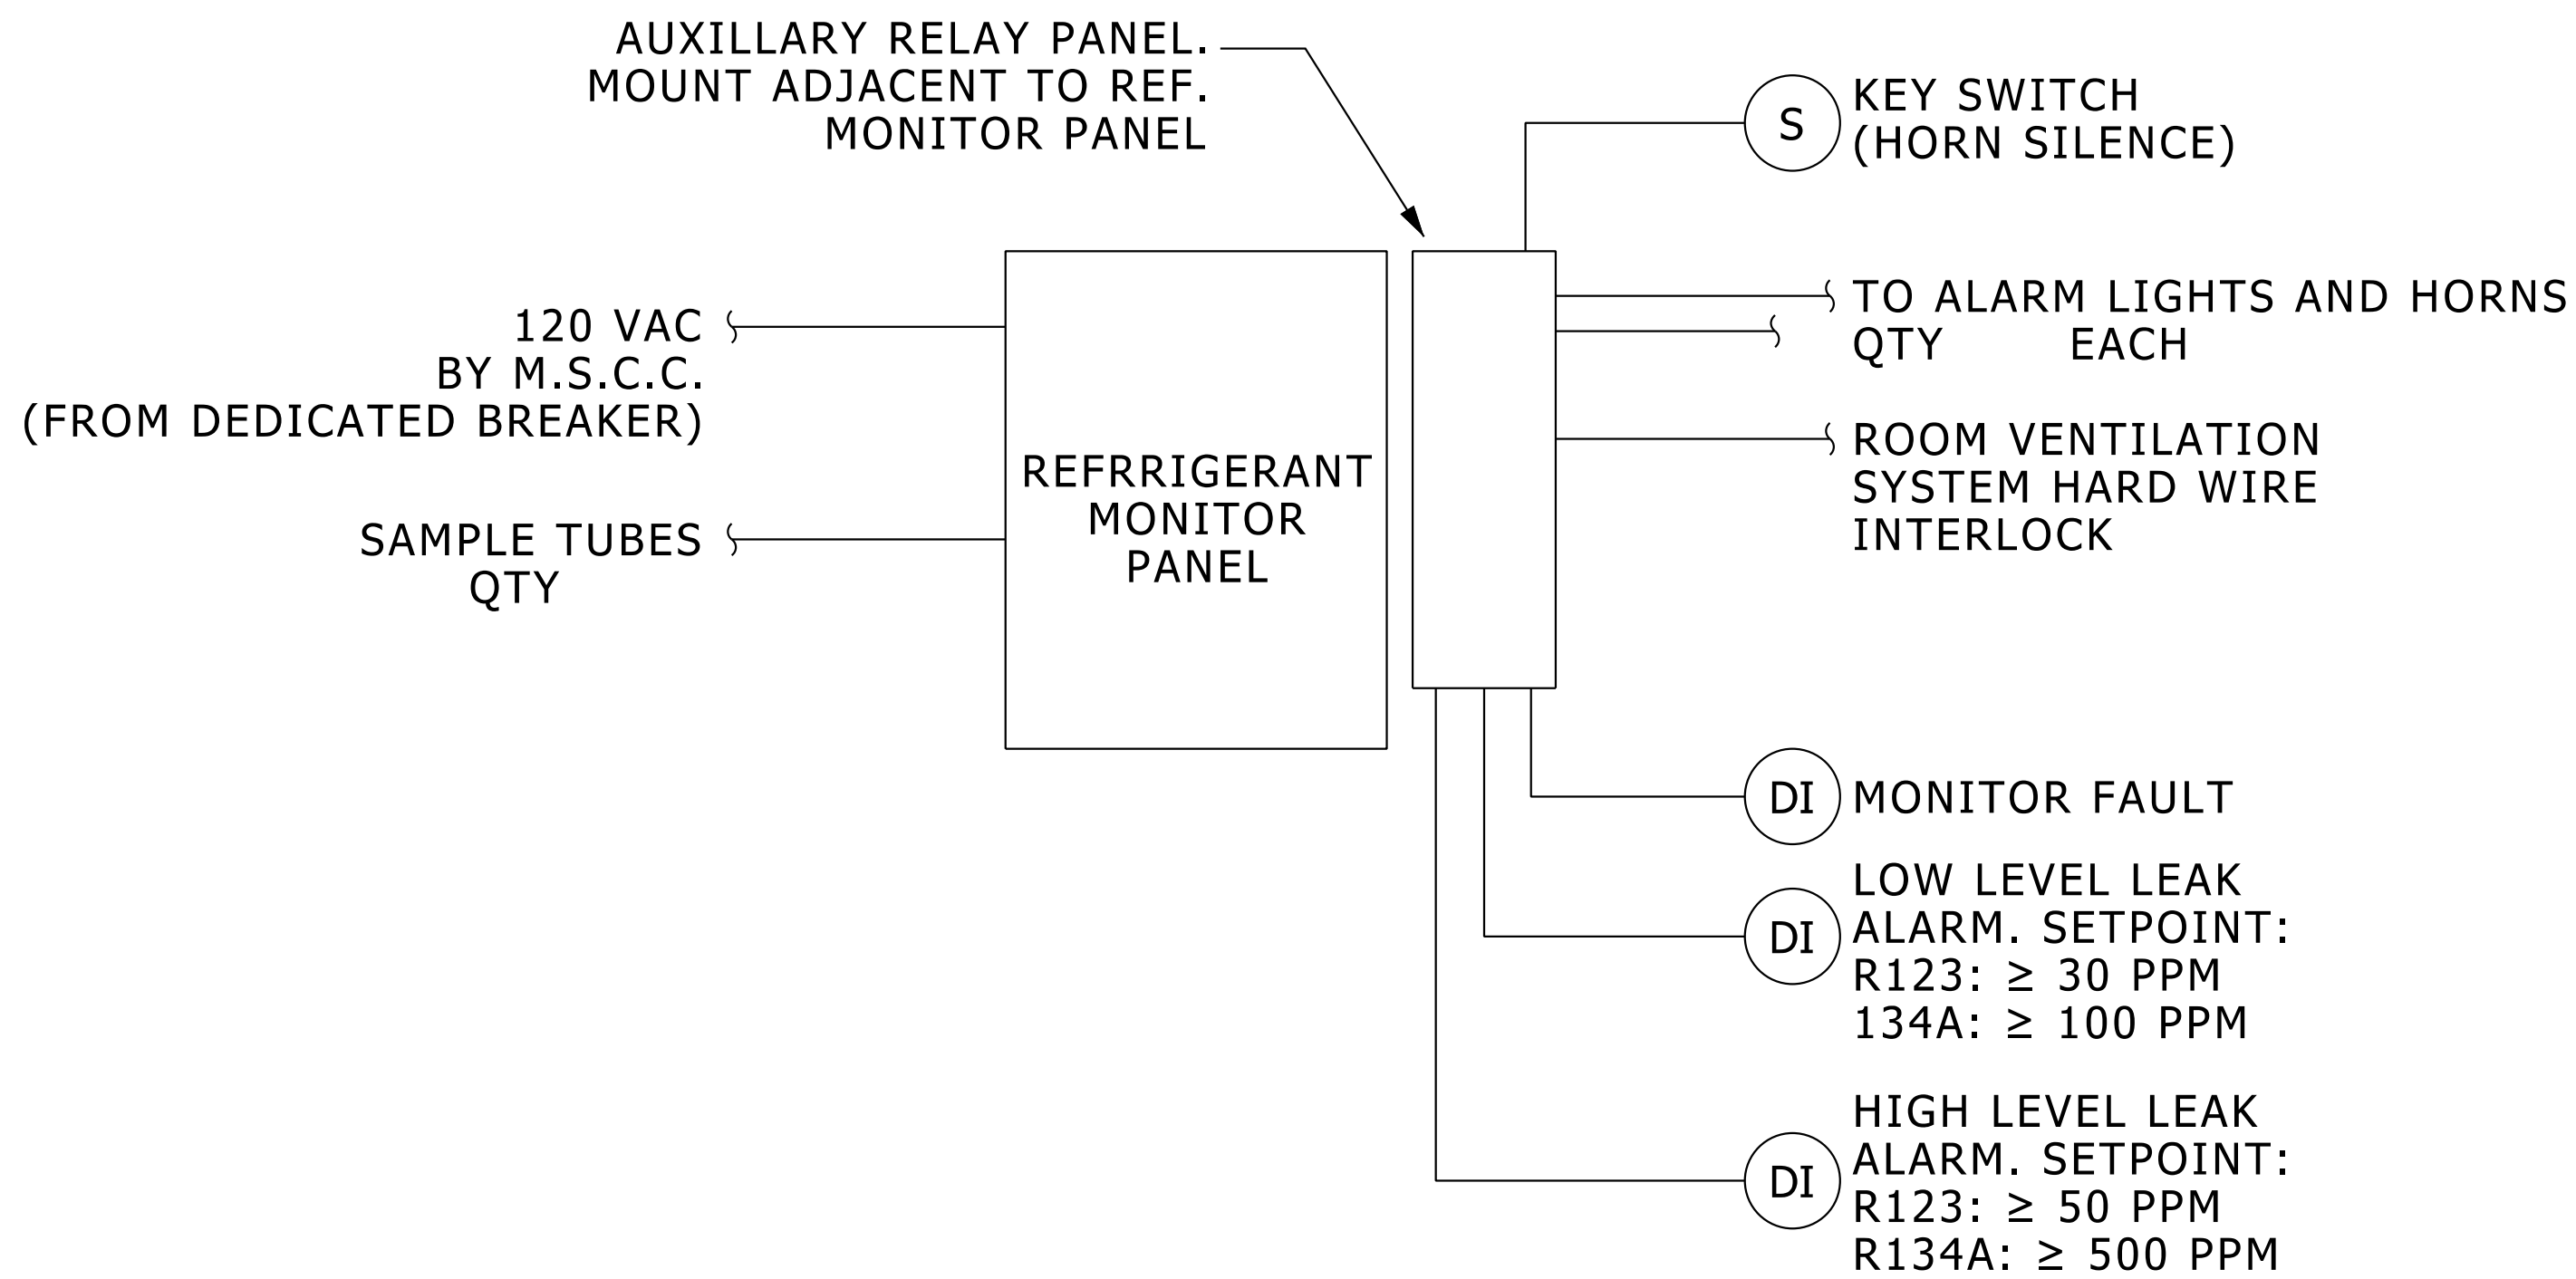 AUXILLARY RELAY PANEL.
MOUNT ADJACENT TO REF.
MONITOR PANEL
S
KEY SWITCH
(HORN SILENCE)
120 VAC
BY M.S.C.C.
(FROM DEDICATED BREAKER)
SAMPLE TUBES
QTY
REFRRIGERANT
MONITOR
PANEL
TO ALARM LIGHTS AND HORNS
QTY EACH
ROOM VENTILATION
SYSTEM HARD WIRE
INTERLOCK
DI
MONITOR FAULT
DI
LOW LEVEL LEAK
ALARM. SETPOINT:
R123: ≥ 30 PPM
134A: ≥ 100 PPM
DI
HIGH LEVEL LEAK
ALARM. SETPOINT:
R123: ≥ 50 PPM
R134A: ≥ 500 PPM